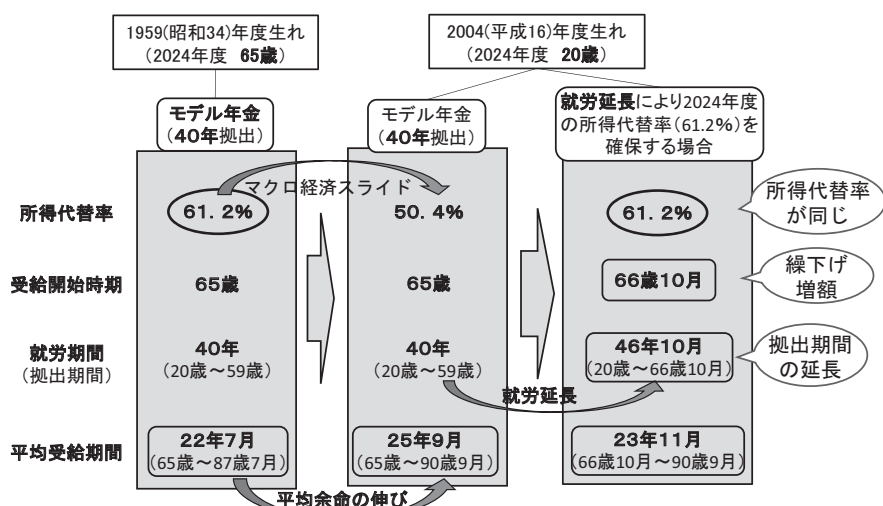 1959(昭和34)年度生れ
(2024年度 65歳)
2004(平成16)年度生れ
(2024年度 20歳)
モデル年金
(40年拠出)
モデル年金
(40年拠出)
就労延長により2024年度
の所得代替率(61.2%)を
確保する場合
マクロ経済スライド
所得代替率
61.2%
50.4%
61.2%
所得代替率
が同じ
受給開始時期
65歳
65歳
66歳10月
繰下げ
増額
就労期間
(拠出期間)
40年
(20歳～59歳)
40年
(20歳～59歳)
46年10月
(20歳～66歳10月)
拠出期間
の延長
就労延長
平均受給期間
22年7月
(65歳～87歳7月)
25年9月
(65歳～90歳9月)
23年11月
(66歳10月～90歳9月)
平均余命の伸び